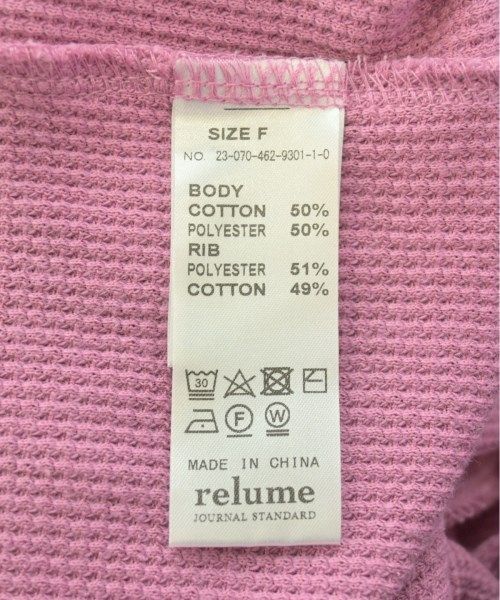 SIZE F
NO. 23-070-462-9301-1-0
BODY
COTTON 50%
POLYESTER 50%
RIB
POLYESTER 51%
COTTON 49%
30
F W
MADE IN CHINA
relume
JOURNAL STANDARD